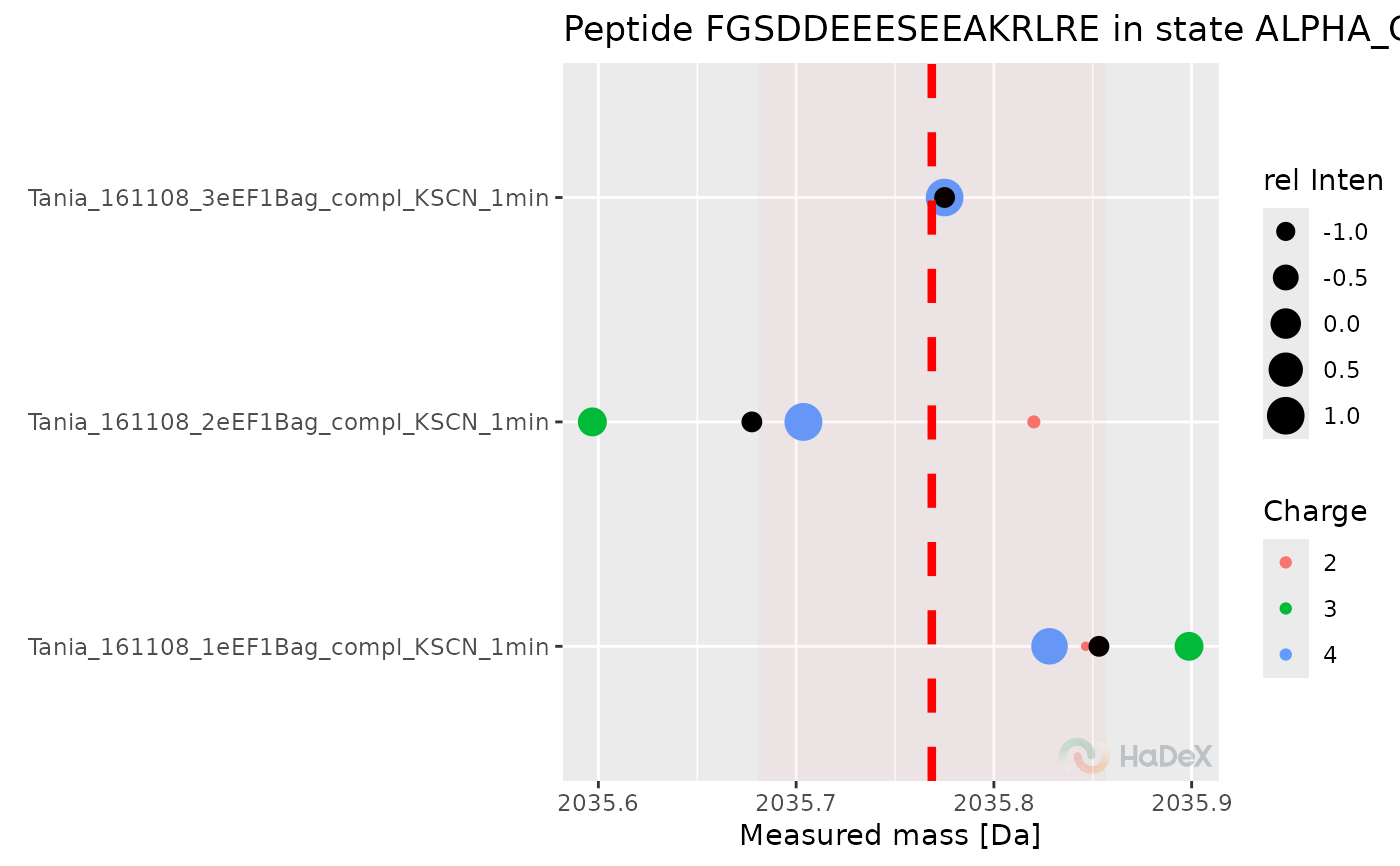 Peptide FGSDDEEESEEAKRLRE in state ALPHA_
Tania_161108_3eEF1Bag_compl_KSCN_1min
Tania_161108_2eEF1Bag_compl_KSCN_1min
Tania_161108_1eEF1Bag_compl_KSCN_1min
2035.6 2035.7 2035.8 2035.9
Measured mass [Da]
rel Inten
-1.0
-0.5
0.0
0.5
1.0
Charge
2
3
4
HaDeX